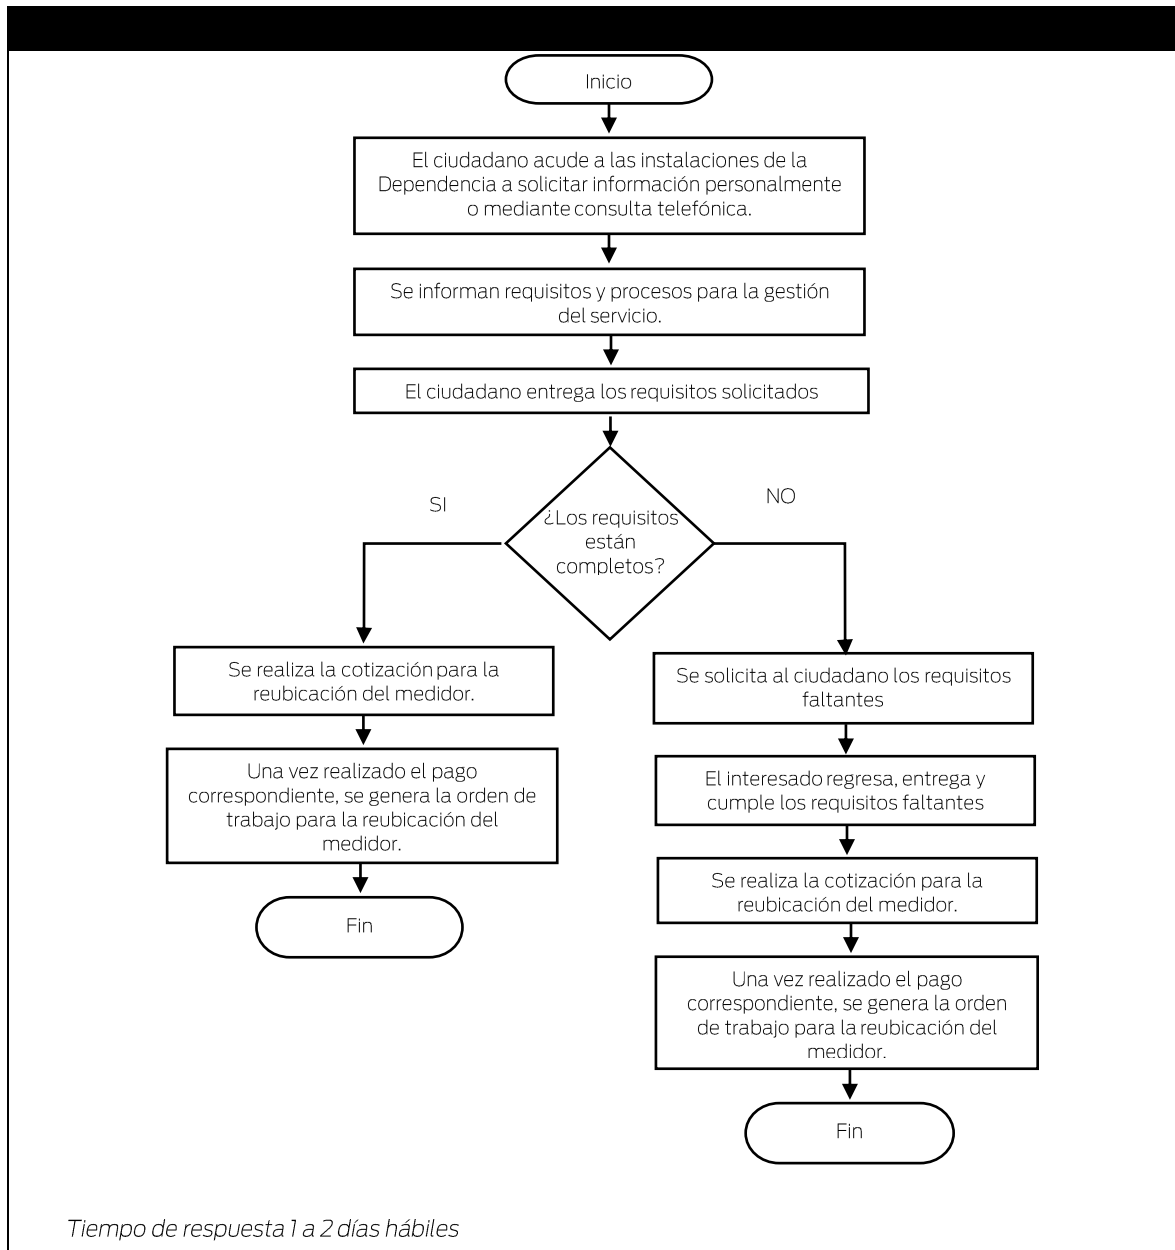 Inicio
El ciudadano acude a las instalaciones de la
Dependencia a solicitar información personalmente
o mediante consulta telefónica.
Se informan requisitos y procesos para la gestión
del servicio.
El ciudadano entrega los requisitos solicitados
¿Los requisitos
están
completos?
SI
NO
Se realiza la cotización para la
reubicación del medidor.
Una vez realizado el pago
correspondiente, se genera la orden de
trabajo para la reubicación del
medidor.
Fin
Se solicita al ciudadano los requisitos
faltantes
El interesado regresa, entrega y
cumple los requisitos faltantes
Se realiza la cotización para la
reubicación del medidor.
Una vez realizado el pago
correspondiente, se genera la orden
de trabajo para la reubicación del
medidor.
Fin
Tiempo de respuesta 1 a 2 días hábiles